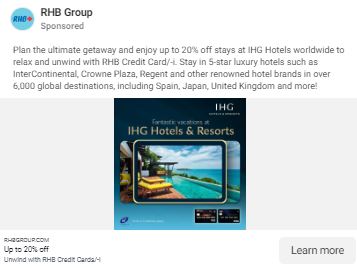 RHB Group
RHB
Sponsored
Plan the ultimate getaway and enjoy up to 20% off stays at IHG Hotels worldwide to
relax and unwind with RHB Credit Card/-i. Stay in 5-star luxury hotels such as
InterContinental, Crowne Plaza, Regent and other renowned hotel brands in over
6,000 global destinations, including Spain, Japan, United Kingdom and more!
IHG
HOTELS & RESORTS
Fantastic vacations at
IHG Hotels & Resorts
RHBGROUP.COM
Up to 20% off
Unwind with RHB Credit Cards/-i
Learn more